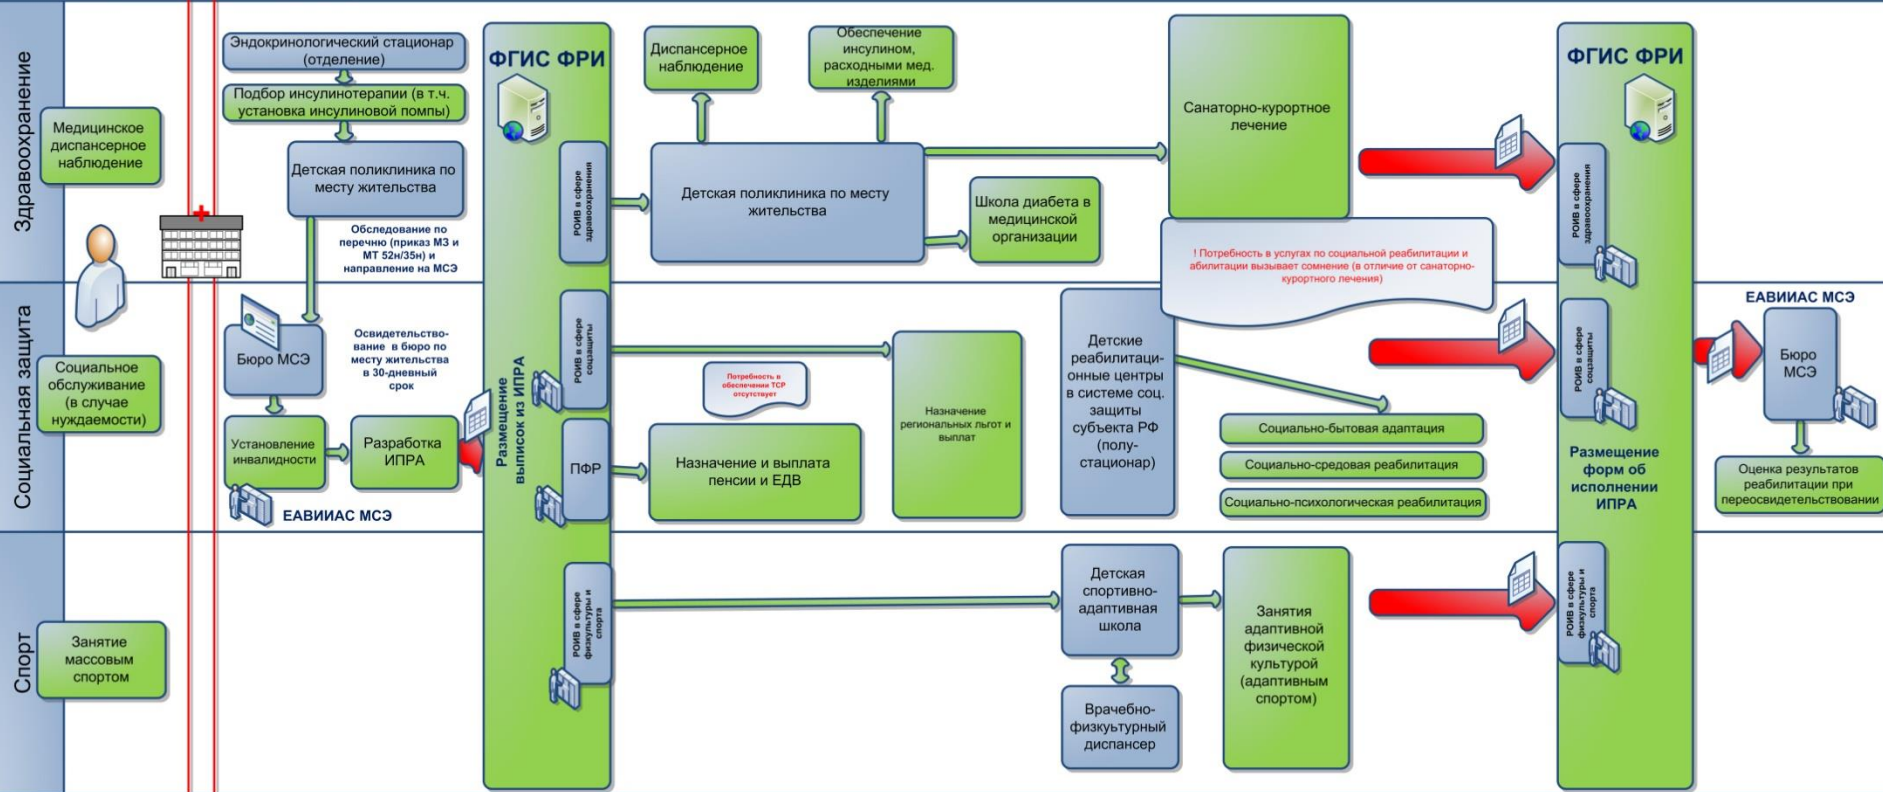 Здравоохранение
Медицинское
диспансерное
наблюдение
Эндокринологический стационар
(отделение)
Подбор инсулинотерапии (в т.ч.
установка инсулиновой помпы)
Детская поликлиника по
месту жительства
Обследование по
перечню (приказ МЗ и
МТ 52н/35н) и
направление на МСЭ
ФГИС ФРИ
РОИВ в сфере
здравоохранения
Диспансерное
наблюдение
Обеспечение
инсулином,
расходными мед.
изделиями
Детская поликлиника по месту
жительства
Школа диабета в
медицинской
организации
Санаторно-курортное
лечение
! Потребность в услугах по социальной реабилитации и
абилитации вызывает сомнение (в отличие от санаторно-
курортного лечения)
ФГИС ФРИ
РОИВ в сфере
здравоохранения
Социальная защита
Социальное
обслуживание
(в случае
нуждаемости)
Бюро МСЭ
Освидетельство-
вание в бюро по
месту жительства
в 30-дневный
срок
Установление
инвалидности
Разработка
ИПРА
ЕАВИИАС МСЭ
Размещение
выписок из ИПРА
РОИВ в сфере
соцзащиты
ПФР
Потребность в
обеспечении ТСР
отсутствует
Назначение и выплата
пенсии и ЕДВ
Назначение
региональных льгот и
выплат
Детские
реабилитаци-
онные центры
в системе соц.
защиты
субъекта РФ
(полу-
стационар)
Социально-бытовая адаптация
Социально-средовая реабилитация
Социально-психологическая реабилитация
РОИВ в сфере
соцзащиты
Размещение
форм об
исполнении
ИПРА
ЕАВИИАС МСЭ
Бюро
МСЭ
Оценка результатов
реабилитации при
переосвидетельствовании
Спорт
Занятие
массовым
спортом
РОИВ в сфере
физкультуры и
спорта
Детская
спортивно-
адаптивная
школа
Врачебно-
физкуьтурный
диспансер
Занятия
адаптивной
физической
культурой
(адаптивным
спортом)
РОИВ в сфере
физкультуры и
спорта